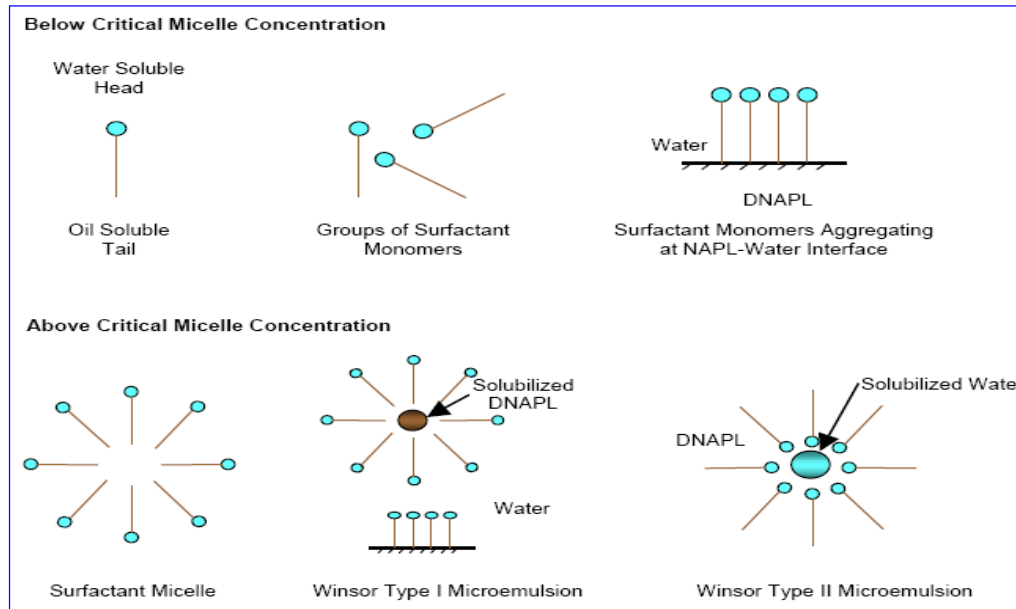 Below Critical Micelle Concentration
Water Soluble
Head
Oil Soluble
Tail
Groups of Surfactant
Monomers
Water
DNAPL
Surfactant Monomers Aggregating
at NAPL-Water Interface
Above Critical Micelle Concentration
Surfactant Micelle
Solubilized
DNAPL
Water
Winsor Type I Microemulsion
Solubilized Water
DNAPL
Winsor Type II Microemulsion